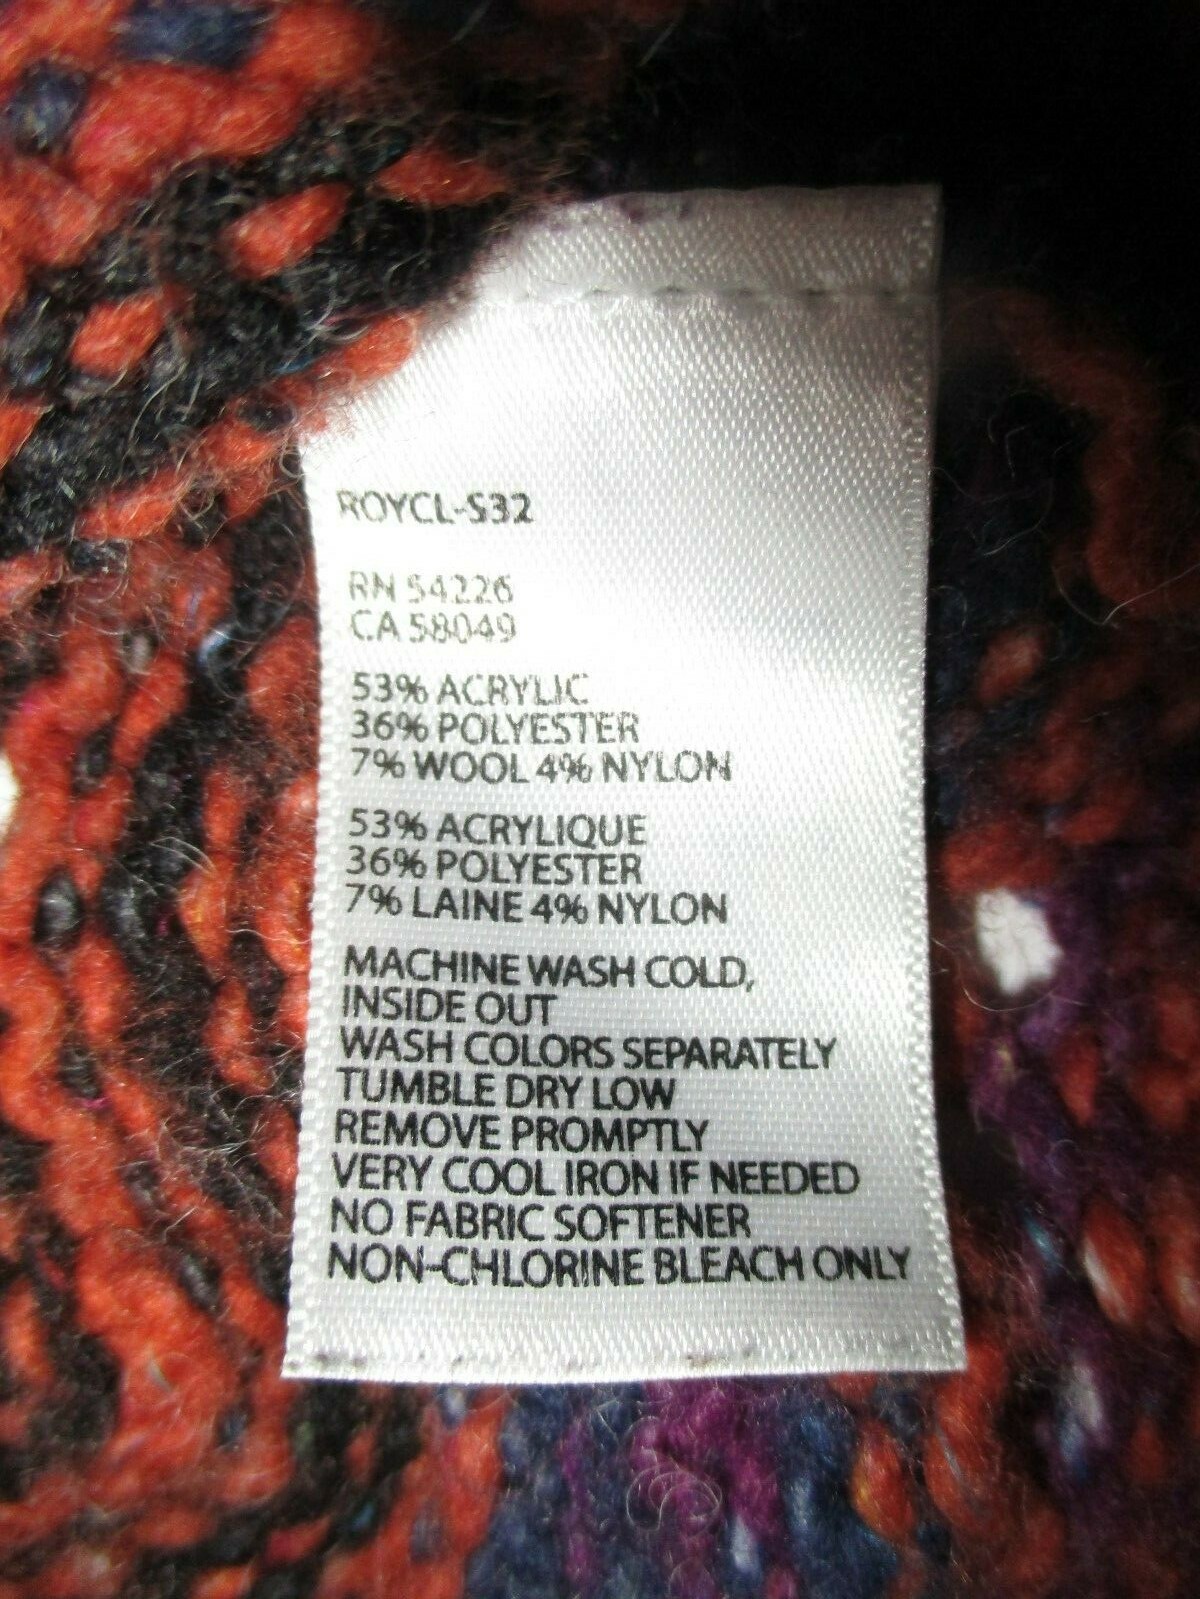 ROYCL-S32
RN 54226
CA 58049
53% ACRYLIC
36% POLYESTER
7% WOOL 4% NYLON
53% ACRYLIQUE
36% POLYESTER
7% LAINE 4% NYLON
MACHINE WASH COLD,
INSIDE OUT
WASH COLORS SEPARATELY
TUMBLE DRY LOW
REMOVE PROMPTLY
VERY COOL IRON IF NEEDED
NO FABRIC SOFTENER
NON-CHLORINE BLEACH ONLY